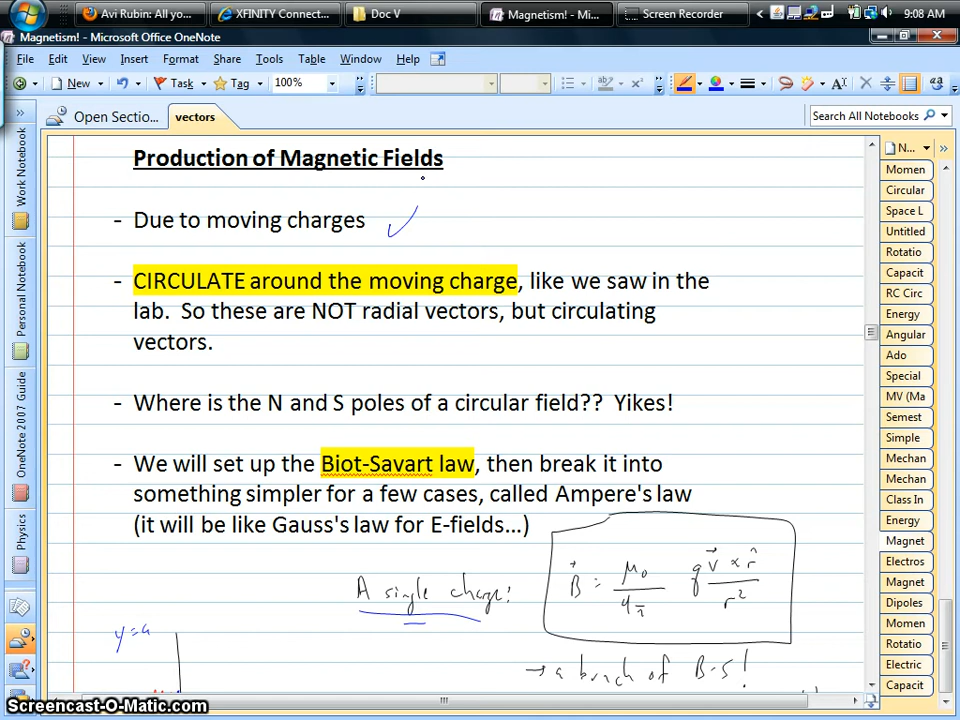 Avi Rubin: All yo...
XFINITY Connect...
Doc V
Magnetism! - Mi...
Screen Recorder
9:08 AM
Magnetism! - Microsoft Office OneNote
File Edit View Insert Format Share Tools Table Window Help
New Task Tag 100%
Open Sectio... vectors
Search All Notebooks
Work Notebook
Personal Notebook
OneNote 2007 Guide
Physics
Production of Magnetic Fields
- Due to moving charges
- CIRCULATE around the moving charge, like we saw in the
lab. So these are NOT radial vectors, but circulating
vectors.
- Where is the N and S poles of a circular field?? Yikes!
- We will set up the Biot-Savart law, then break it into
something simpler for a few cases, called Ampere's law
(it will be like Gauss's law for E-fields...)
A single charge:
B⃗ = μ₀/4π q v⃗ × r̂ / r²
y=a
→ a bunch of B-S!
N...
Momen
Circular
Space L
Untitled
Rotatio
Capacit
RC Circ
Energy
Angular
Ado
Special
MV (Ma
Semest
Simple
Mechan
Mechan
Class In
Energy
Magnet
Electros
Magnet
Dipoles
Momen
Rotatio
Electric
Capacit
Screencast-O-Matic.com